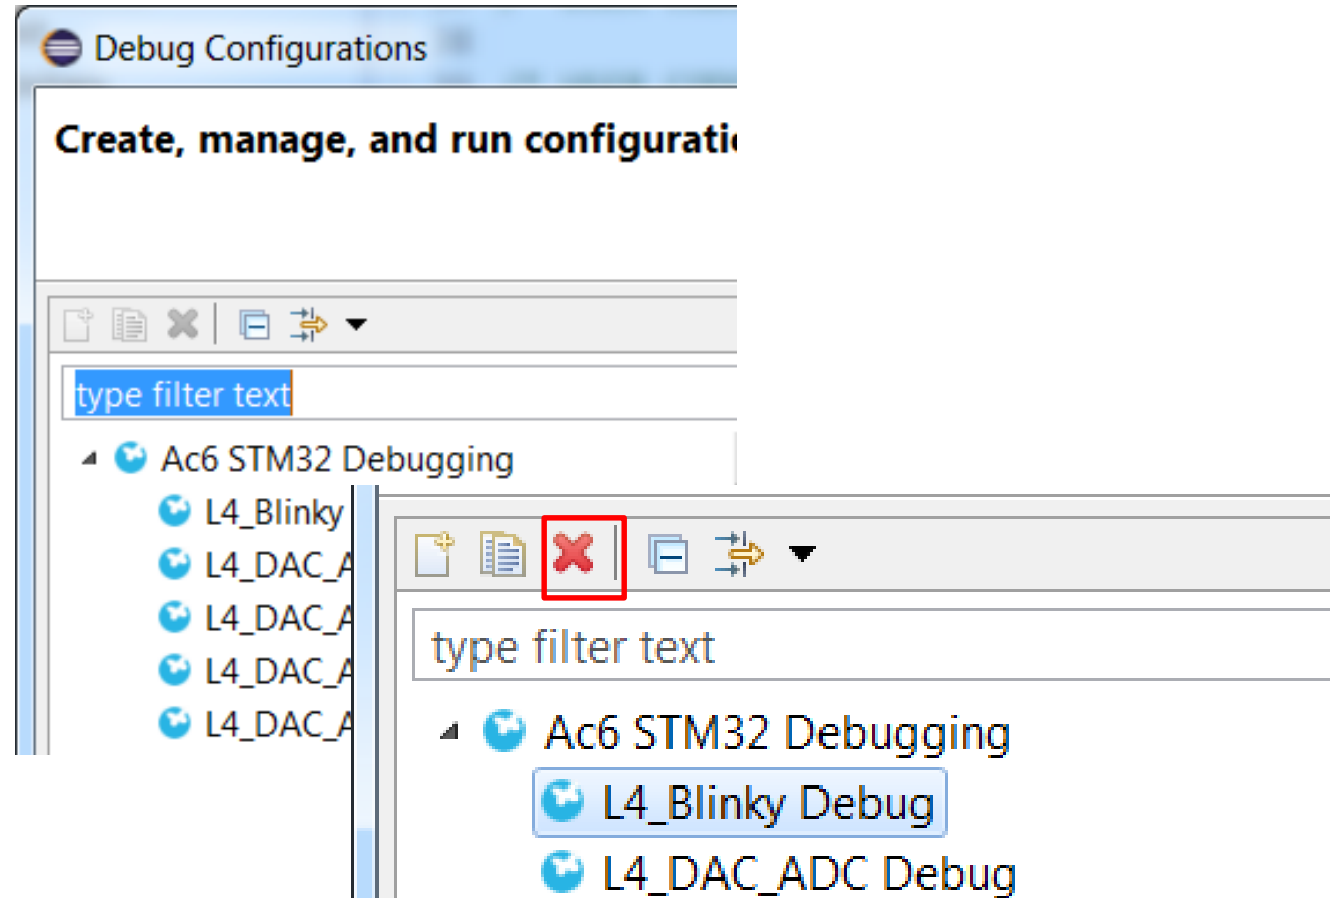 Debug Configurations
Create, manage, and run configurati
type filter text
Ac6 STM32 Debugging
L4_Blinky
L4_DAC_A
L4_DAC_A
L4_DAC_A
L4_DAC_A
type filter text
Ac6 STM32 Debugging
L4_Blinky Debug
L4_DAC_ADC Debug